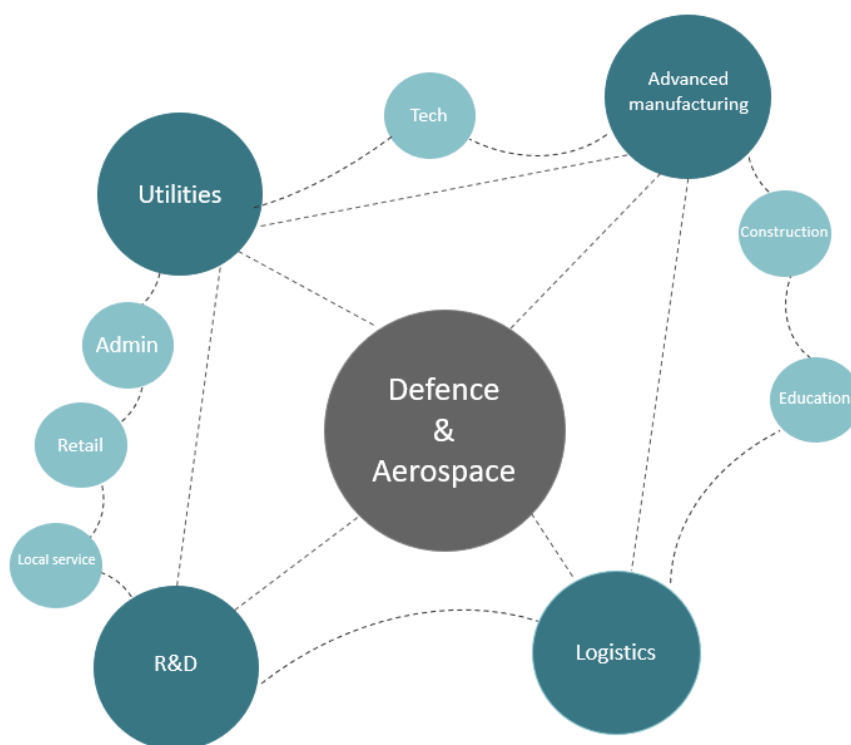 Advanced
manufacturing
Tech
Utilities
Construction
Admin
Defence
&
Aerospace
Education
Retail
Local service
R&D
Logistics